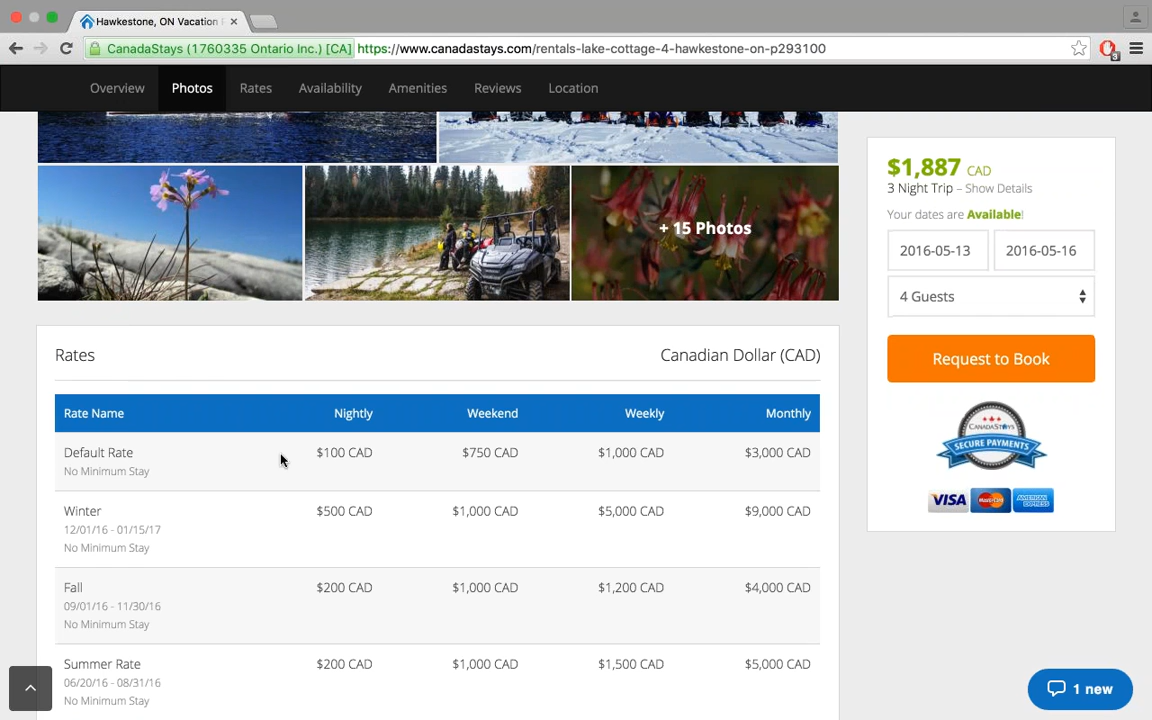 Hawkestone, ON Vacation
CanadaStays (1760335 Ontario Inc.) [CA] https://www.canadastays.com/rentals-lake-cottage-4-hawkestone-on-p293100
3
Overview Photos Rates Availability Amenities Reviews Location
+ 15 Photos
$1,887 CAD
3 Night Trip – Show Details
Your dates are Available!
2016-05-13 2016-05-16
4 Guests
Request to Book
CANADASTAYS
SECURE PAYMENTS
VISA MasterCard AMERICAN EXPRESS
Rates Canadian Dollar (CAD)
Rate Name Nightly Weekend Weekly Monthly
Default Rate $100 CAD $750 CAD $1,000 CAD $3,000 CAD
No Minimum Stay
Winter $500 CAD $1,000 CAD $5,000 CAD $9,000 CAD
12/01/16 - 01/15/17
No Minimum Stay
Fall $200 CAD $1,000 CAD $1,200 CAD $4,000 CAD
09/01/16 - 11/30/16
No Minimum Stay
Summer Rate $200 CAD $1,000 CAD $1,500 CAD $5,000 CAD
06/20/16 - 08/31/16
No Minimum Stay
1 new